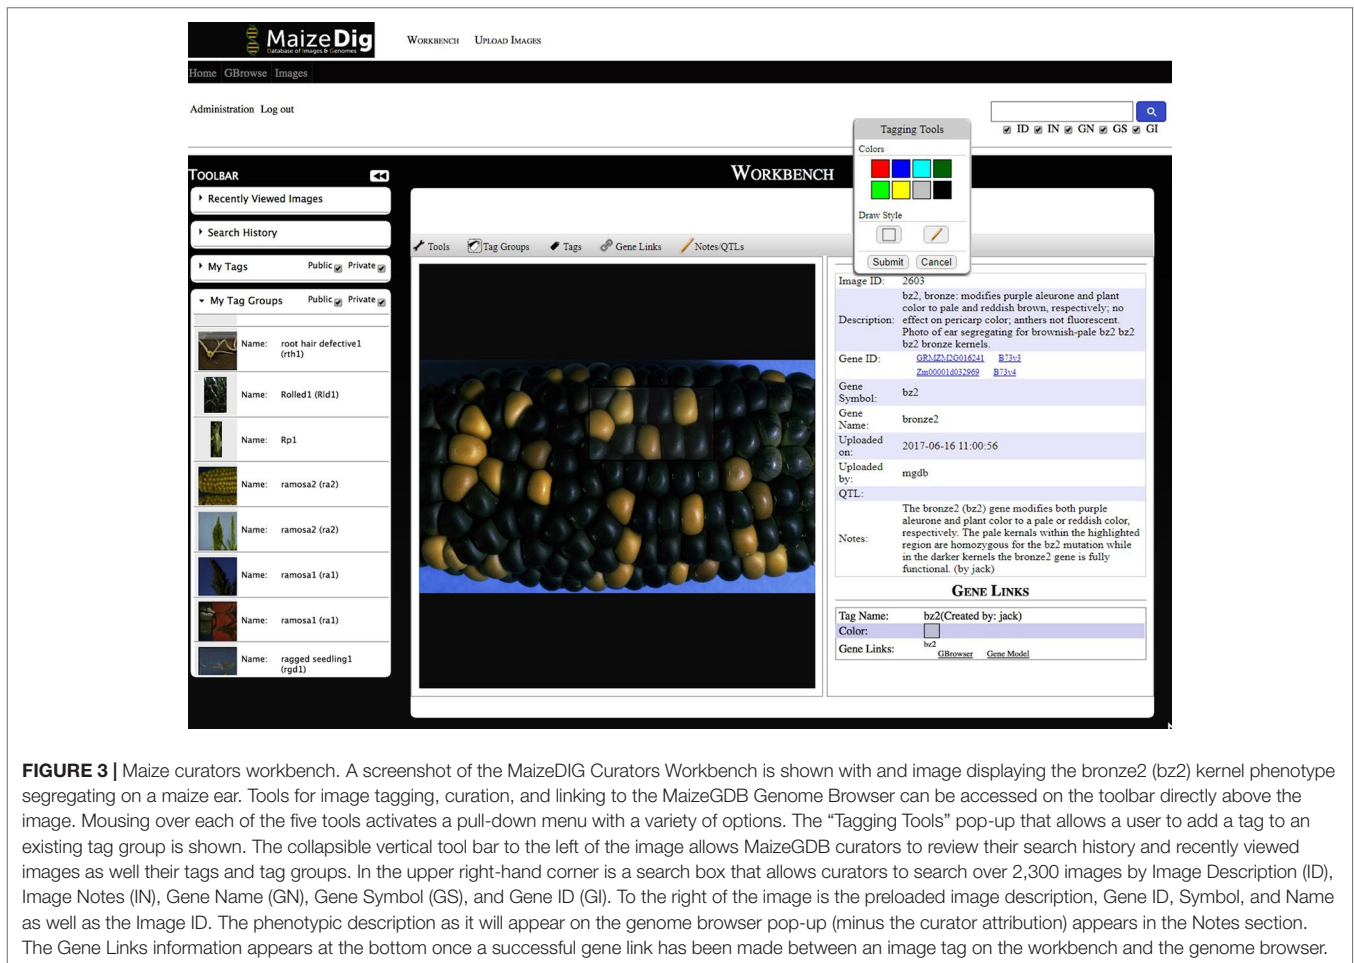 MaizeDig
Database of Images & Genomes
WORKBENCH UPLOAD IMAGES
Home GBrowse Images
Administration Log out
ID IN GN GS GI
Tagging Tools
Colors
Draw Style
Submit Cancel
TOOLBAR
WORKBENCH
Recently Viewed Images
Search History
My Tags Public Private
My Tag Groups Public Private
Name: root hair defective1
(rth1)
Name: Rolled1 (Rld1)
Name: Rp1
Name: ramosa2 (ra2)
Name: ramosa2 (ra2)
Name: ramosa1 (ra1)
Name: ramosa1 (ra1)
Name: ragged seedling1
(rgd1)
Tools Tag Groups Tags Gene Links Notes/QTLs
Image ID: 2603
Description: bz2, bronze: modifies purple aleurone and plant
color to pale and reddish brown, respectively; no
effect on pericarp color; anthers not fluorescent.
Photo of ear segregating for brownish-pale bz2 bz2
bz2 bronze kernels.
Gene ID: GRMZM2G016241 B73v3
Zm00001d032969 B73v4
Gene
Symbol: bz2
Gene
Name: bronze2
Uploaded
on: 2017-06-16 11:00:56
Uploaded
by: mgdb
QTL:
Notes: The bronze2 (bz2) gene modifies both purple
aleurone and plant color to a pale or reddish color,
respectively. The pale kernals within the highlighted
region are homozygous for the bz2 mutation while
in the darker kernels the bronze2 gene is fully
functional. (by jack)
GENE LINKS
Tag Name: bz2(Created by: jack)
Color:
Gene Links: bz2
GBrowser Gene Model
FIGURE 3 | Maize curators workbench. A screenshot of the MaizeDIG Curators Workbench is shown with and image displaying the bronze2 (bz2) kernel phenotype
segregating on a maize ear. Tools for image tagging, curation, and linking to the MaizeGDB Genome Browser can be accessed on the toolbar directly above the
image. Mousing over each of the five tools activates a pull-down menu with a variety of options. The “Tagging Tools” pop-up that allows a user to add a tag to an
existing tag group is shown. The collapsible vertical tool bar to the left of the image allows MaizeGDB curators to review their search history and recently viewed
images as well their tags and tag groups. In the upper right-hand corner is a search box that allows curators to search over 2,300 images by Image Description (ID),
Image Notes (IN), Gene Name (GN), Gene Symbol (GS), and Gene ID (GI). To the right of the image is the preloaded image description, Gene ID, Symbol, and Name
as well as the Image ID. The phenotypic description as it will appear on the genome browser pop-up (minus the curator attribution) appears in the Notes section.
The Gene Links information appears at the bottom once a successful gene link has been made between an image tag on the workbench and the genome browser.